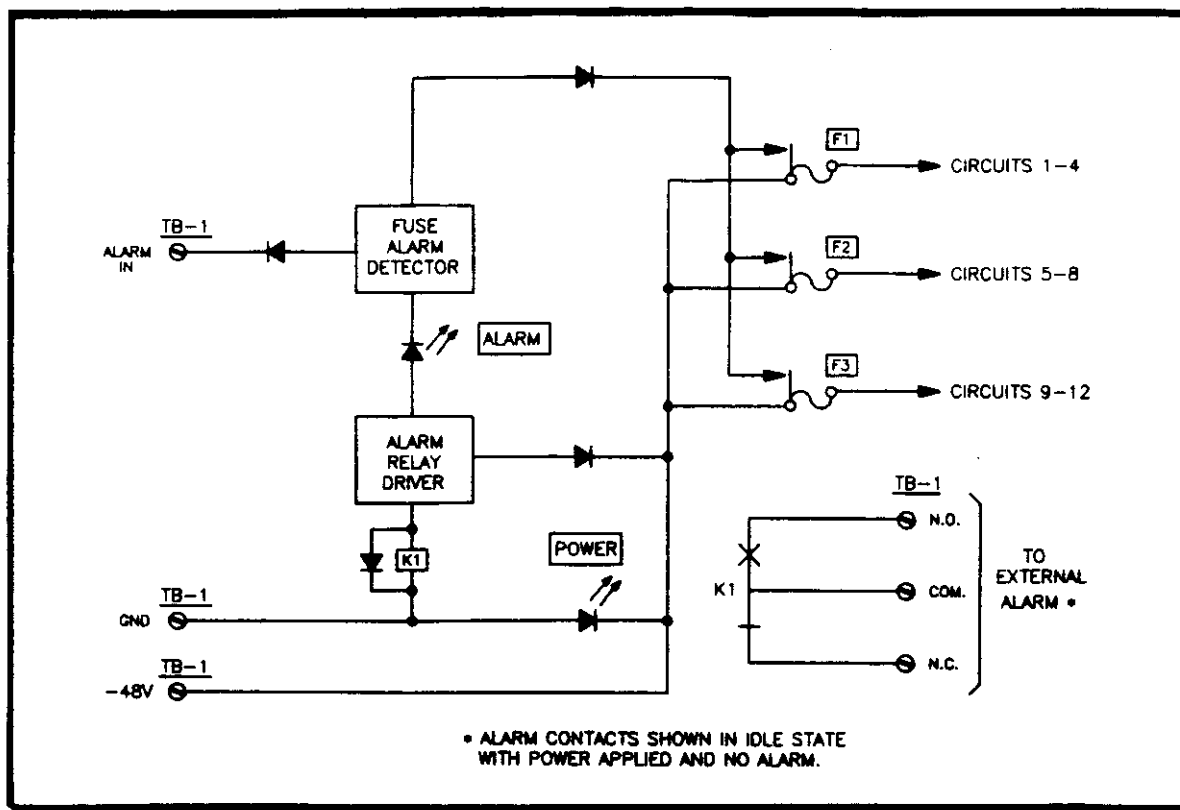 F1
CIRCUITS 1-4
TB-1
ALARM
IN
FUSE
ALARM
DETECTOR
F2
CIRCUITS 5-8
ALARM
F3
CIRCUITS 9-12
ALARM
RELAY
DRIVER
K1
POWER
TB-1
GND
TB-1
-48V
TB-1
N.O.
K1
COM.
N.C.
TO
EXTERNAL
ALARM *
* ALARM CONTACTS SHOWN IN IDLE STATE
WITH POWER APPLIED AND NO ALARM.